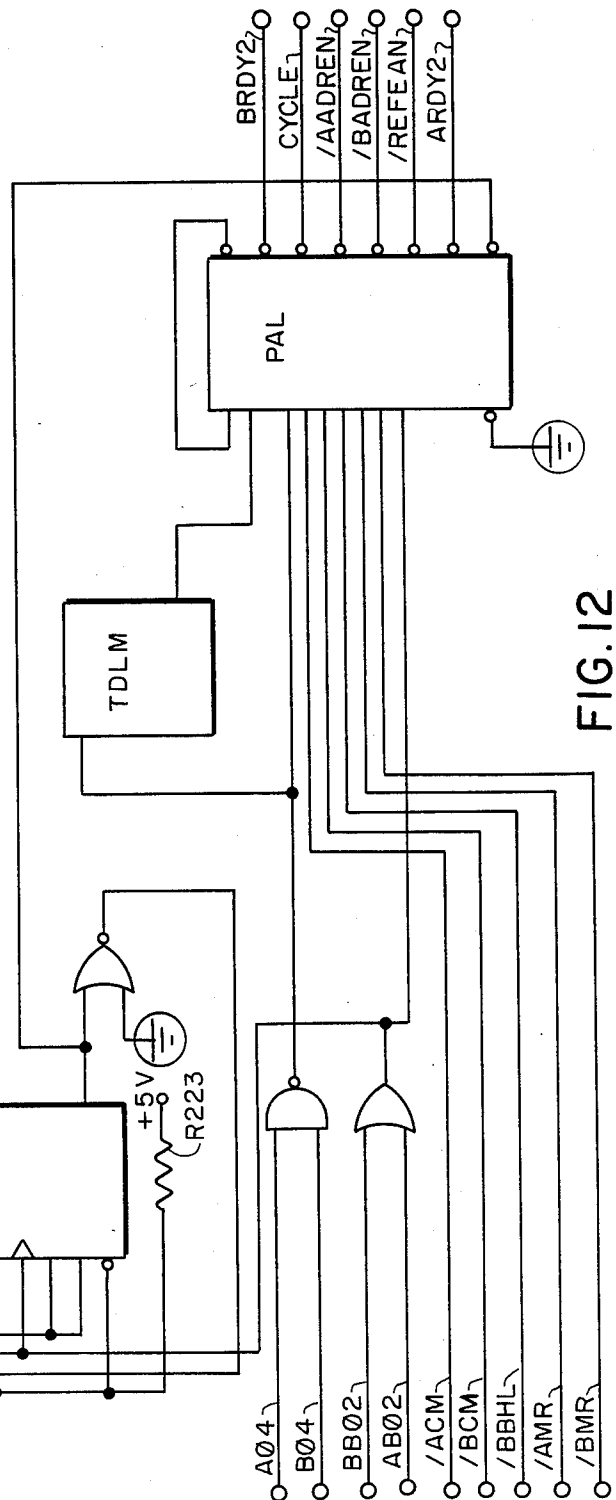 BRDY2
CYCLE
/AADREN
/BADREN
/REFEAN
ARDY2
PAL
TDLM
+5V
R223
A04
B04
BB02
AB02
/ACM
/BCM
/BBHL
/AMR
/BMR
FIG.12